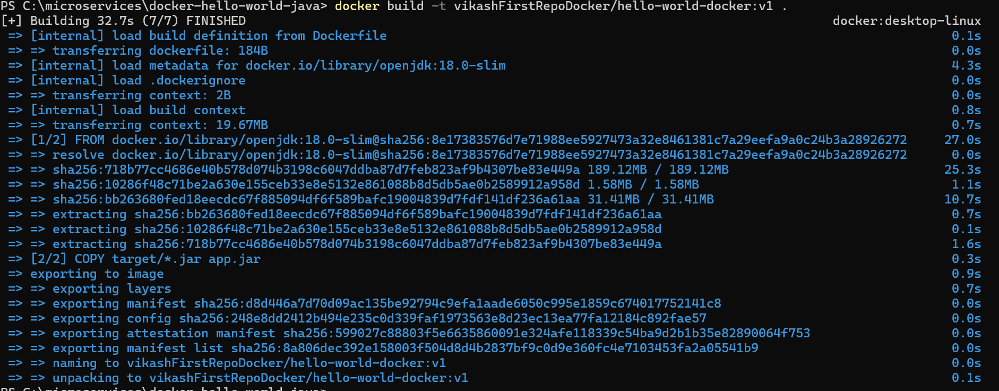 PS C:\microservices\docker-hello-world-java> docker build -t vikashFirstRepoDocker/hello-world-docker:v1 .
[+] Building 32.7s (7/7) FINISHED docker:desktop-linux
=> [internal] load build definition from Dockerfile 0.1s
=> => transferring dockerfile: 184B 0.0s
=> [internal] load metadata for docker.io/library/openjdk:18.0-slim 4.3s
=> [internal] load .dockerignore 0.0s
=> => transferring context: 2B 0.0s
=> [internal] load build context 0.8s
=> => transferring context: 19.67MB 0.7s
=> [1/2] FROM docker.io/library/openjdk:18.0-slim@sha256:8e17383576d7e71988ee5927473a32e8461381c7a29eefa9a0c24b3a28926272 27.0s
=> => resolve docker.io/library/openjdk:18.0-slim@sha256:8e17383576d7e71988ee5927473a32e8461381c7a29eefa9a0c24b3a28926272 0.0s
=> => sha256:718b77cc4686e40b578d074b3198c6047ddba87d7feb823af9b4307be83e449a 189.12MB / 189.12MB 25.3s
=> => sha256:10286f48c71be2a630e155ceb33e8e5132e861088b8d5db5ae0b2589912a958d 1.58MB / 1.58MB 1.1s
=> => sha256:bb263680fed18eecdc67f885094df6f589bafc19004839d7fdf141df236a61aa 31.41MB / 31.41MB 10.7s
=> => extracting sha256:bb263680fed18eecdc67f885094df6f589bafc19004839d7fdf141df236a61aa 0.7s
=> => extracting sha256:10286f48c71be2a630e155ceb33e8e5132e861088b8d5db5ae0b2589912a958d 0.1s
=> => extracting sha256:718b77cc4686e40b578d074b3198c6047ddba87d7feb823af9b4307be83e449a 1.6s
=> [2/2] COPY target/*.jar app.jar 0.3s
=> exporting to image 0.9s
=> => exporting layers 0.7s
=> => exporting manifest sha256:d8d446a7d70d09ac135be92794c9efa1aade6050c995e1859c6740177​52141c8 0.0s
=> => exporting config sha256:248e8dd2412b494e235c0d339faf1973563e8d23ec13ea77fa12184c892fae57 0.0s
=> => exporting attestation manifest sha256:599027c88803f5e6635860091e324afe118339c54ba9d2b1b35e82890064f753 0.0s
=> => exporting manifest list sha256:8a806dec392e158003f504d8d4b2837bf9c0d9e360fc4e7103453fa2a05541b9 0.0s
=> => naming to vikashFirstRepoDocker/hello-world-docker:v1 0.0s
=> => unpacking to vikashFirstRepoDocker/hello-world-docker:v1 0.1s
PS C:\microservices\docker-hello-world-java>